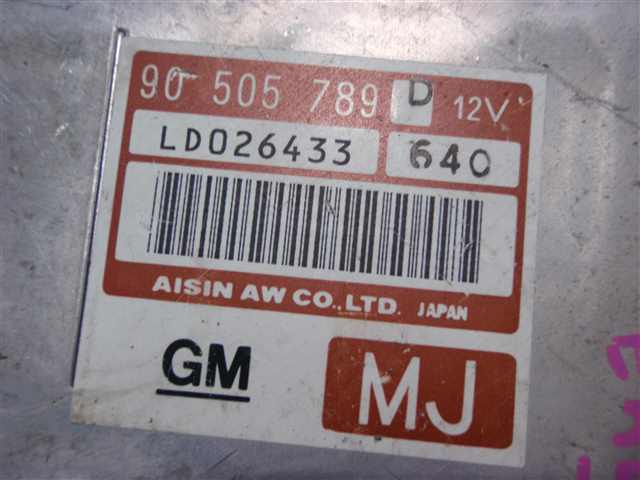 90 505 789 D 12V
LD026433 640
AISIN AW CO.,LTD. JAPAN
GM MJ